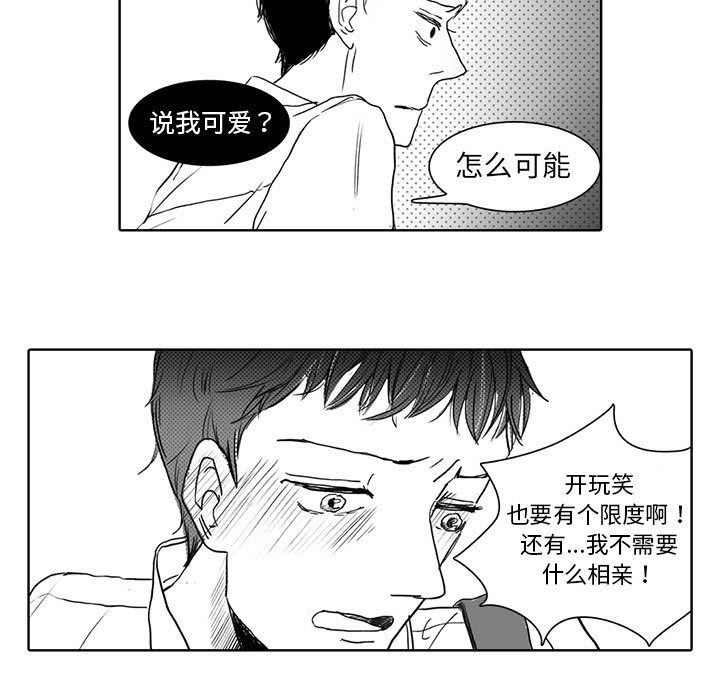 说我可爱？
怎么可能
开玩笑
也要有个限度啊！
还有...我不需要
什么相亲！